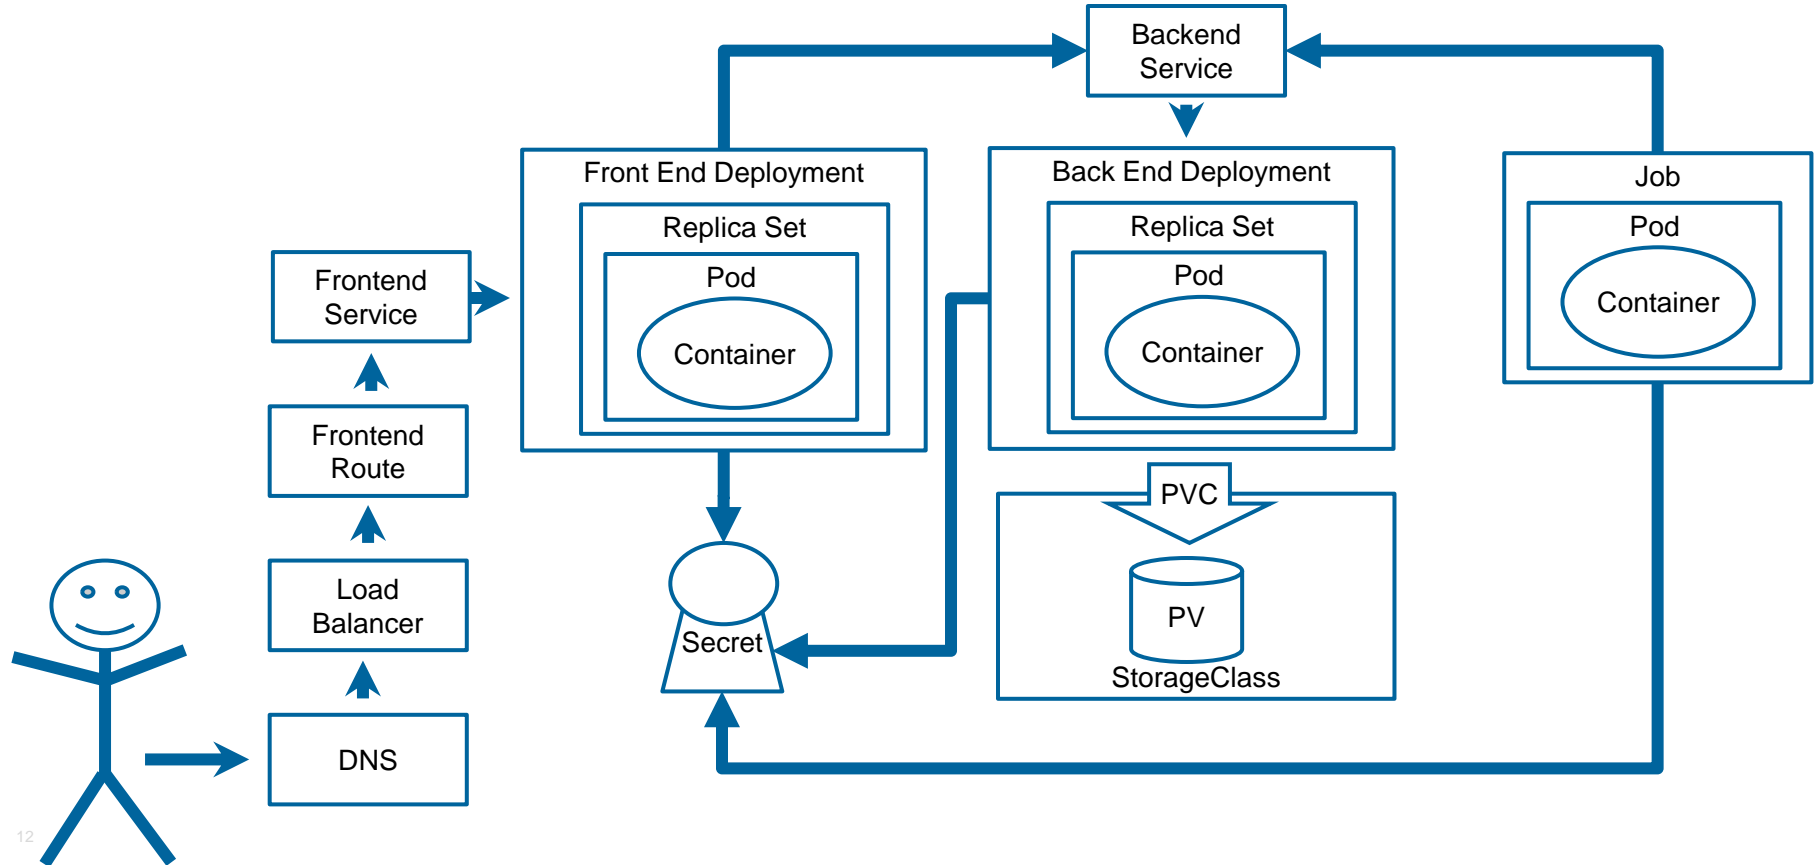 Backend
Service
Front End Deployment
Replica Set
Pod
Container
Back End Deployment
Replica Set
Pod
Container
Job
Pod
Container
Frontend
Service
Frontend
Route
Load
Balancer
DNS
Secret
PVC
PV
StorageClass
12